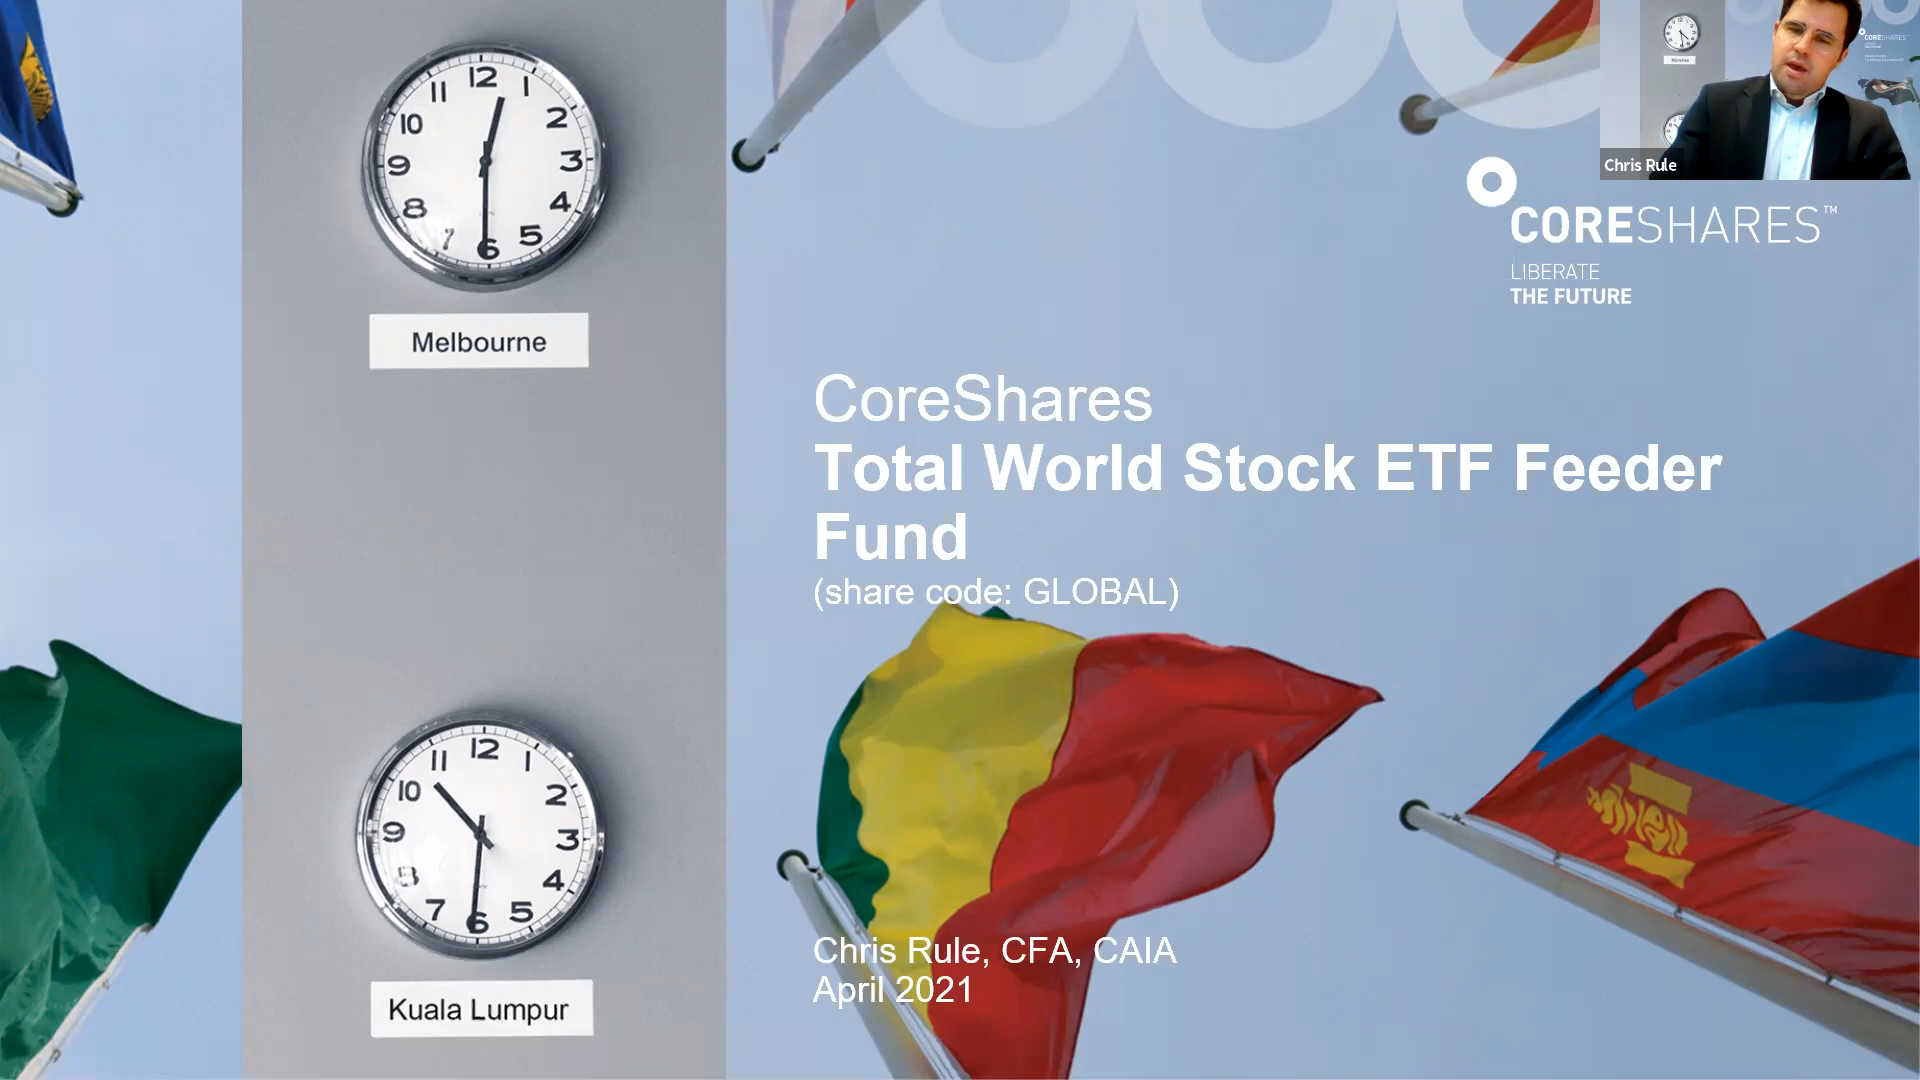 12
11
1
10
2
9
3
8
4
7
5
6
Melbourne
Chris Rule
CORESHARES™
LIBERATE
THE FUTURE
CoreShares
Total World Stock ETF Feeder
Fund
(share code: GLOBAL)
12
11
1
10
2
9
3
8
4
7
5
6
Kuala Lumpur
Chris Rule, CFA, CAIA
April 2021